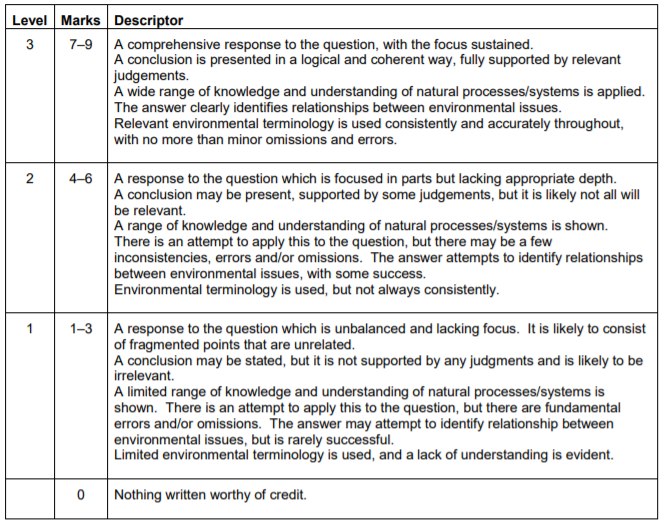 Level Marks Descriptor
3 7–9 A comprehensive response to the question, with the focus sustained.
A conclusion is presented in a logical and coherent way, fully supported by relevant
judgements.
A wide range of knowledge and understanding of natural processes/systems is applied.
The answer clearly identifies relationships between environmental issues.
Relevant environmental terminology is used consistently and accurately throughout,
with no more than minor omissions and errors.
2 4–6 A response to the question which is focused in parts but lacking appropriate depth.
A conclusion may be present, supported by some judgements, but it is likely not all will
be relevant.
A range of knowledge and understanding of natural processes/systems is shown.
There is an attempt to apply this to the question, but there may be a few
inconsistencies, errors and/or omissions. The answer attempts to identify relationships
between environmental issues, with some success.
Environmental terminology is used, but not always consistently.
1 1–3 A response to the question which is unbalanced and lacking focus. It is likely to consist
of fragmented points that are unrelated.
A conclusion may be stated, but it is not supported by any judgments and is likely to be
irrelevant.
A limited range of knowledge and understanding of natural processes/systems is
shown. There is an attempt to apply this to the question, but there are fundamental
errors and/or omissions. The answer may attempt to identify relationship between
environmental issues, but is rarely successful.
Limited environmental terminology is used, and a lack of understanding is evident.
0 Nothing written worthy of credit.